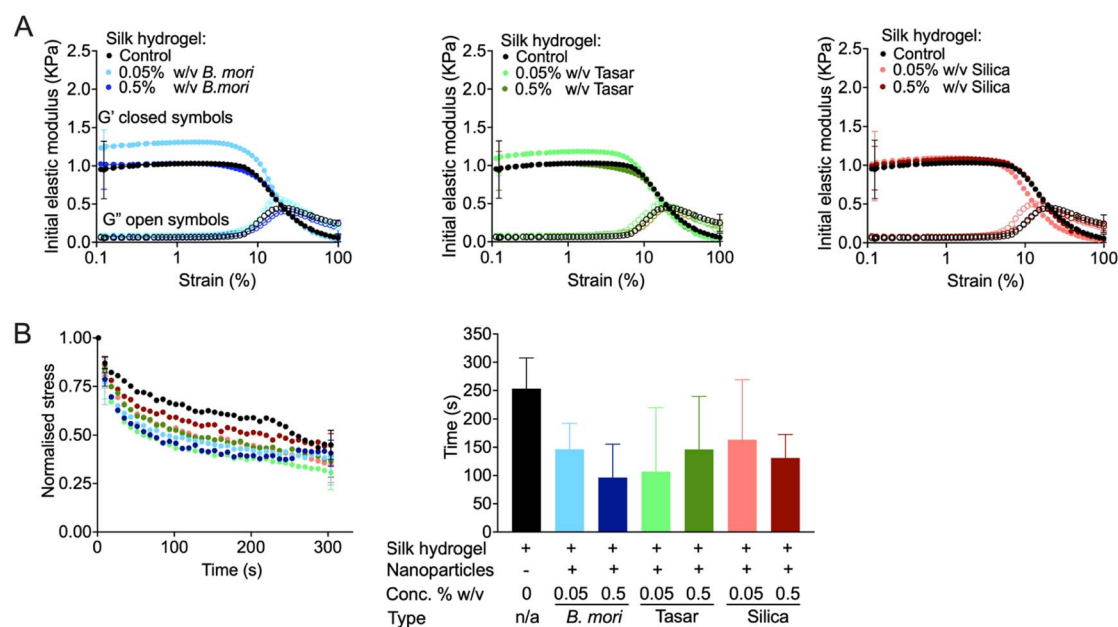 A
Silk hydrogel:
Control
0.05% w/v B. mori
0.5% w/v B.mori
G' closed symbols
G" open symbols
Initial elastic modulus (KPa)
2.5
2.0
1.5
1.0
0.5
0.0
0.1 1 10 100
Strain (%)
Silk hydrogel:
Control
0.05% w/v Tasar
0.5% w/v Tasar
Initial elastic modulus (KPa)
2.5
2.0
1.5
1.0
0.5
0.0
0.1 1 10 100
Strain (%)
Silk hydrogel:
Control
0.05% w/v Silica
0.5% w/v Silica
Initial elastic modulus (KPa)
2.5
2.0
1.5
1.0
0.5
0.0
0.1 1 10 100
Strain (%)
B
Normalised stress
1.00
0.75
0.50
0.25
0.00
0 100 200 300
Time (s)
Time (s)
350
300
250
200
150
100
50
0
Silk hydrogel + + + + + + +
Nanoparticles - + + + + + +
Conc. % w/v 0 0.05 0.5 0.05 0.5 0.05 0.5
Type n/a B. mori Tasar Silica